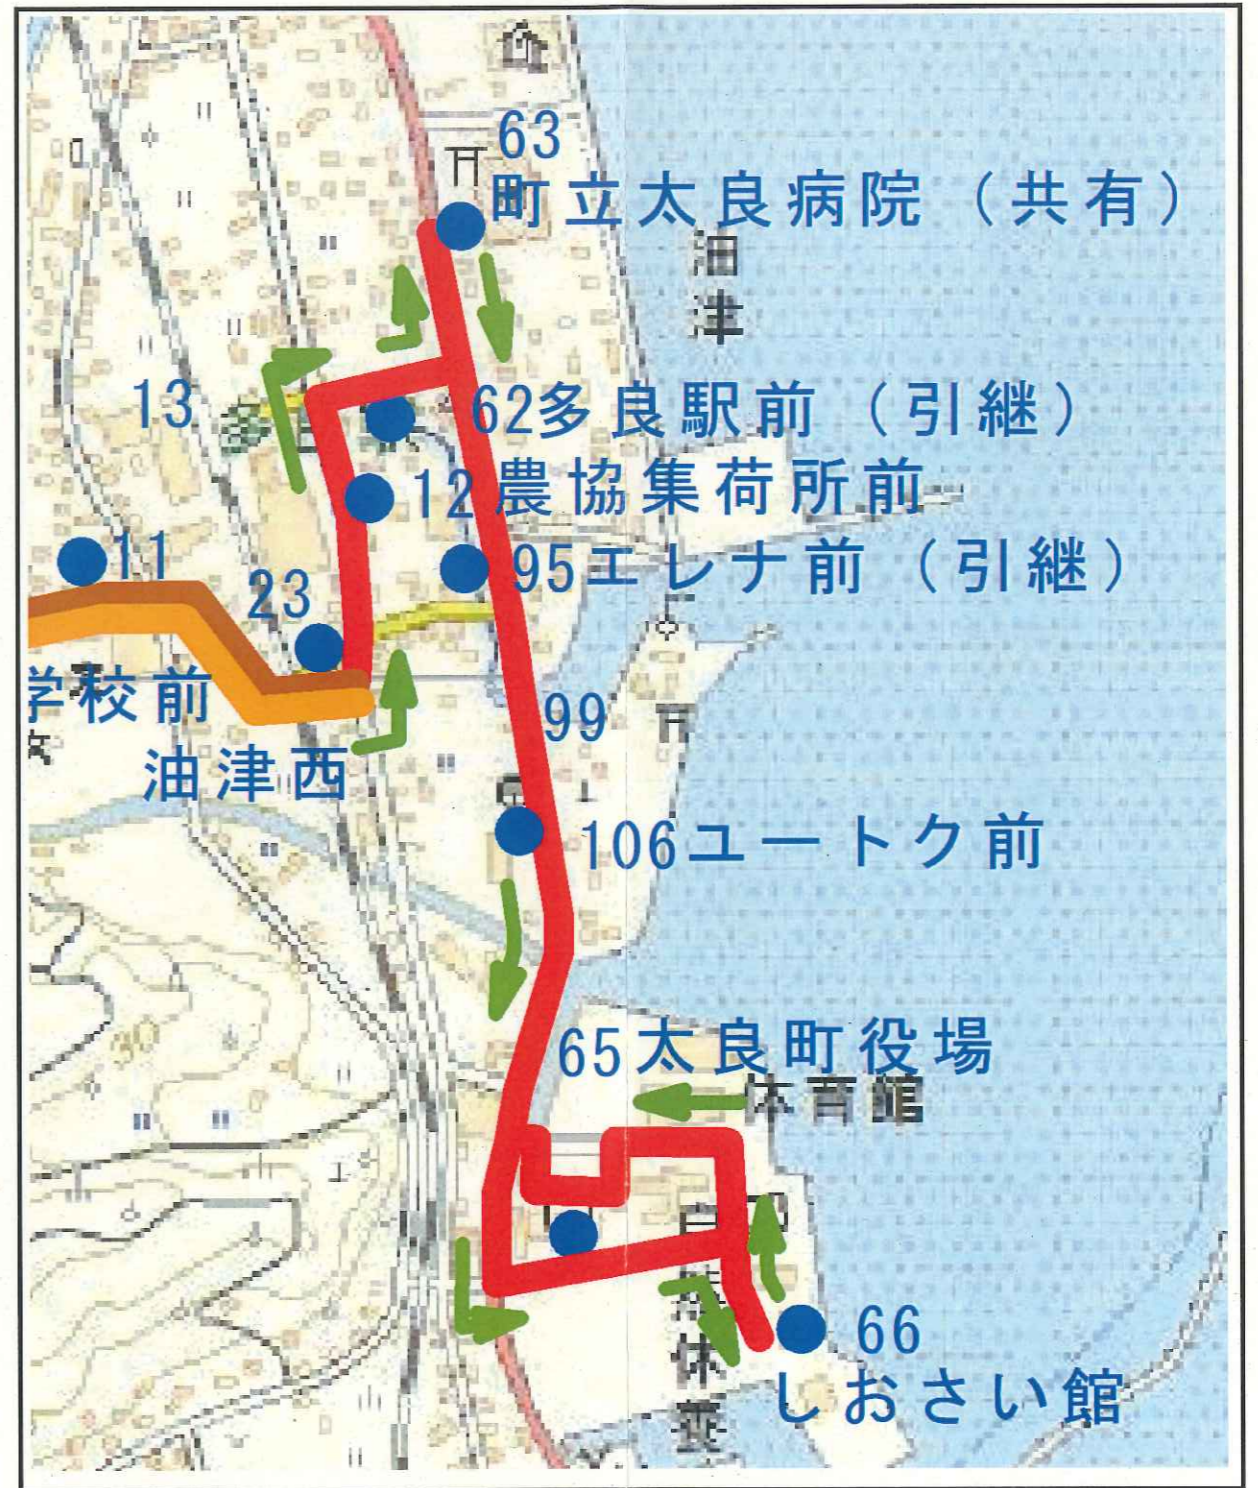 63
町立太良病院（共有）
油津
13
62多良駅前（引継）
12農協集荷所前
11
95エレナ前（引継）
23
学校前
99
油津西
106ユートク前
65太良町役場
体育館
66
しおさい館